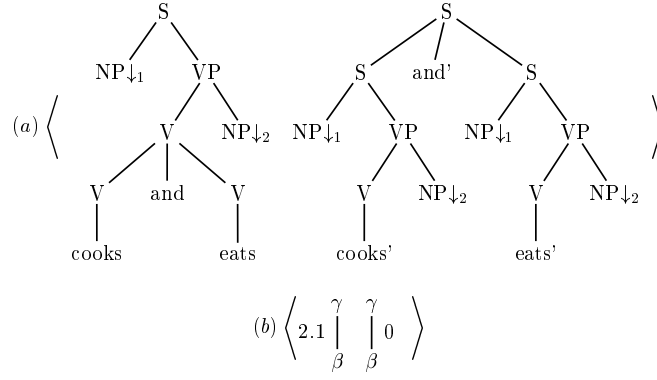 S S
NP↓1 VP S and' S
(a) ⟨ V NP↓2 NP↓1 VP NP↓1 VP ⟩
V and V V NP↓2 V NP↓2
cooks eats cooks' eats'
γ γ
(b) ⟨ 2.1 0 ⟩
β β